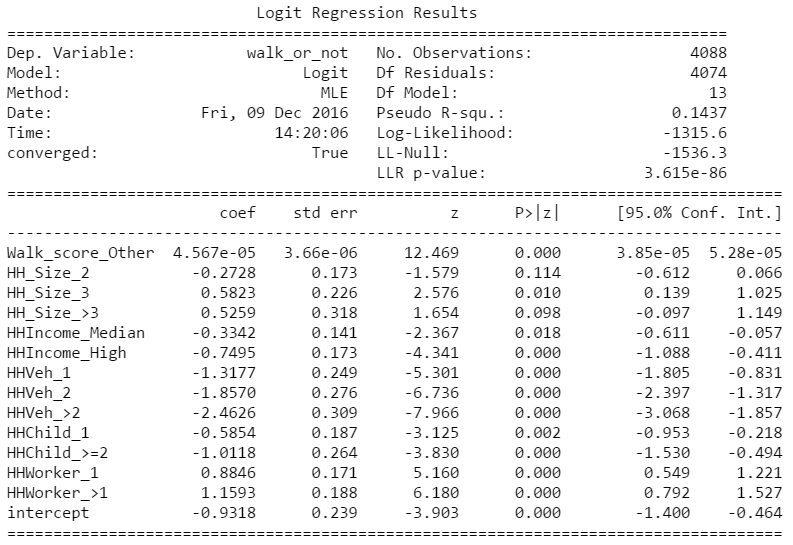 Logit Regression Results
==============================================================================
Dep. Variable: walk_or_not No. Observations: 4088
Model: Logit Df Residuals: 4074
Method: MLE Df Model: 13
Date: Fri, 09 Dec 2016 Pseudo R-squ.: 0.1437
Time: 14:20:06 Log-Likelihood: -1315.6
converged: True LL-Null: -1536.3
LLR p-value: 3.615e-86
====================================================================================
coef std err z P>|z| [95.0% Conf. Int.]
------------------------------------------------------------------------------------
Walk_score_Other 4.567e-05 3.66e-06 12.469 0.000 3.85e-05 5.28e-05
HH_Size_2 -0.2728 0.173 -1.579 0.114 -0.612 0.066
HH_Size_3 0.5823 0.226 2.576 0.010 0.139 1.025
HH_Size_>3 0.5259 0.318 1.654 0.098 -0.097 1.149
HHIncome_Median -0.3342 0.141 -2.367 0.018 -0.611 -0.057
HHIncome_High -0.7495 0.173 -4.341 0.000 -1.088 -0.411
HHVeh_1 -1.3177 0.249 -5.301 0.000 -1.805 -0.831
HHVeh_2 -1.8570 0.276 -6.736 0.000 -2.397 -1.317
HHVeh_>2 -2.4626 0.309 -7.966 0.000 -3.068 -1.857
HHChild_1 -0.5854 0.187 -3.125 0.002 -0.953 -0.218
HHChild_>=2 -1.0118 0.264 -3.830 0.000 -1.530 -0.494
HHWorker_1 0.8846 0.171 5.160 0.000 0.549 1.221
HHWorker_>1 1.1593 0.188 6.180 0.000 0.792 1.527
intercept -0.9318 0.239 -3.903 0.000 -1.400 -0.464
====================================================================================